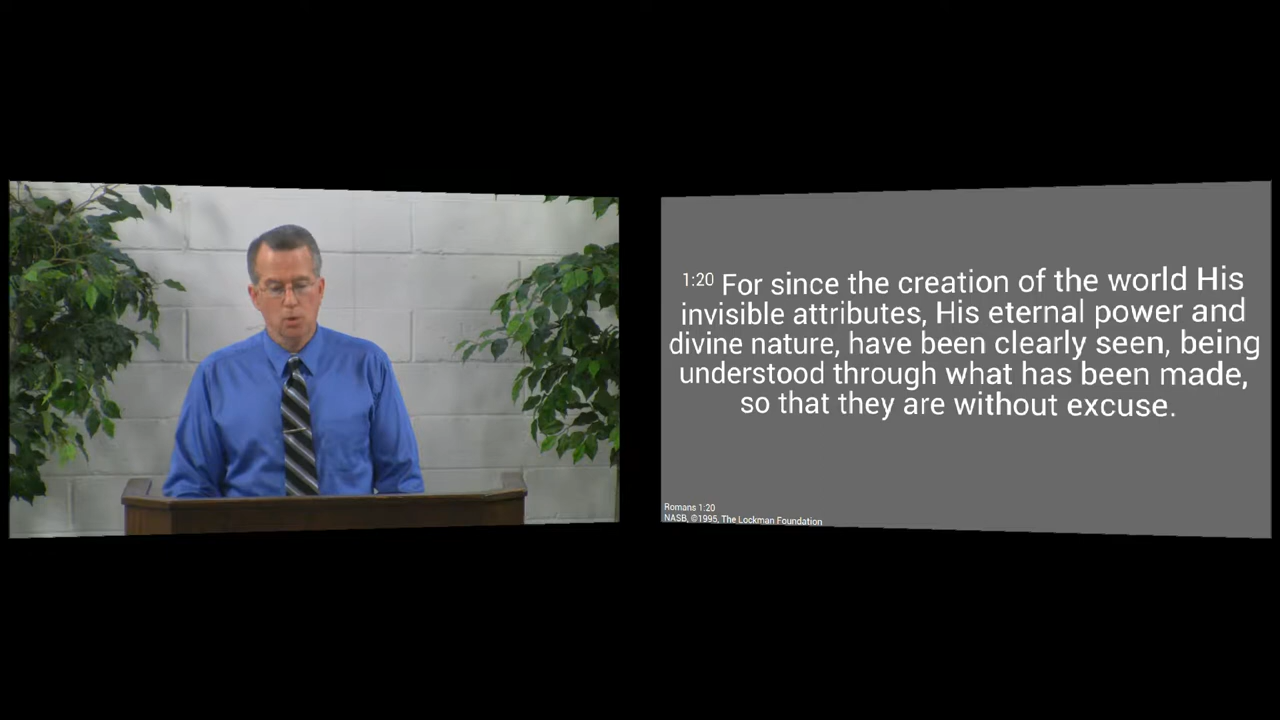 1:20 For since the creation of the world His
invisible attributes, His eternal power and
divine nature, have been clearly seen, being
understood through what has been made,
so that they are without excuse.
Romans 1:20
NASB, ©1995, The Lockman Foundation